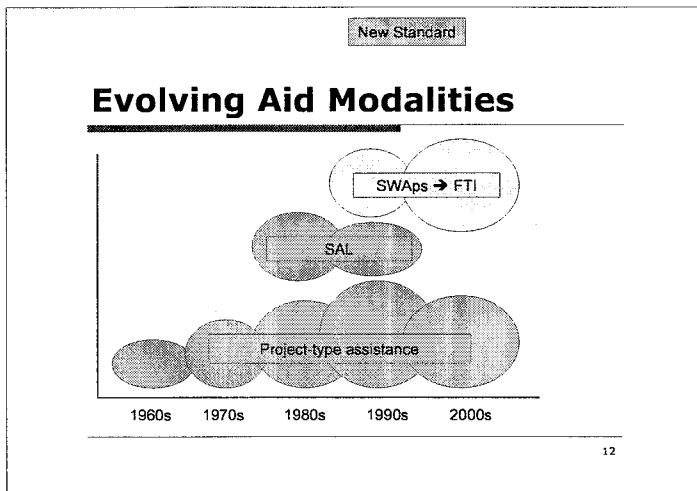 New Standard
Evolving Aid Modalities
SWAps ➔ FTI
SAL
Project-type assistance
1960s 1970s 1980s 1990s 2000s
12